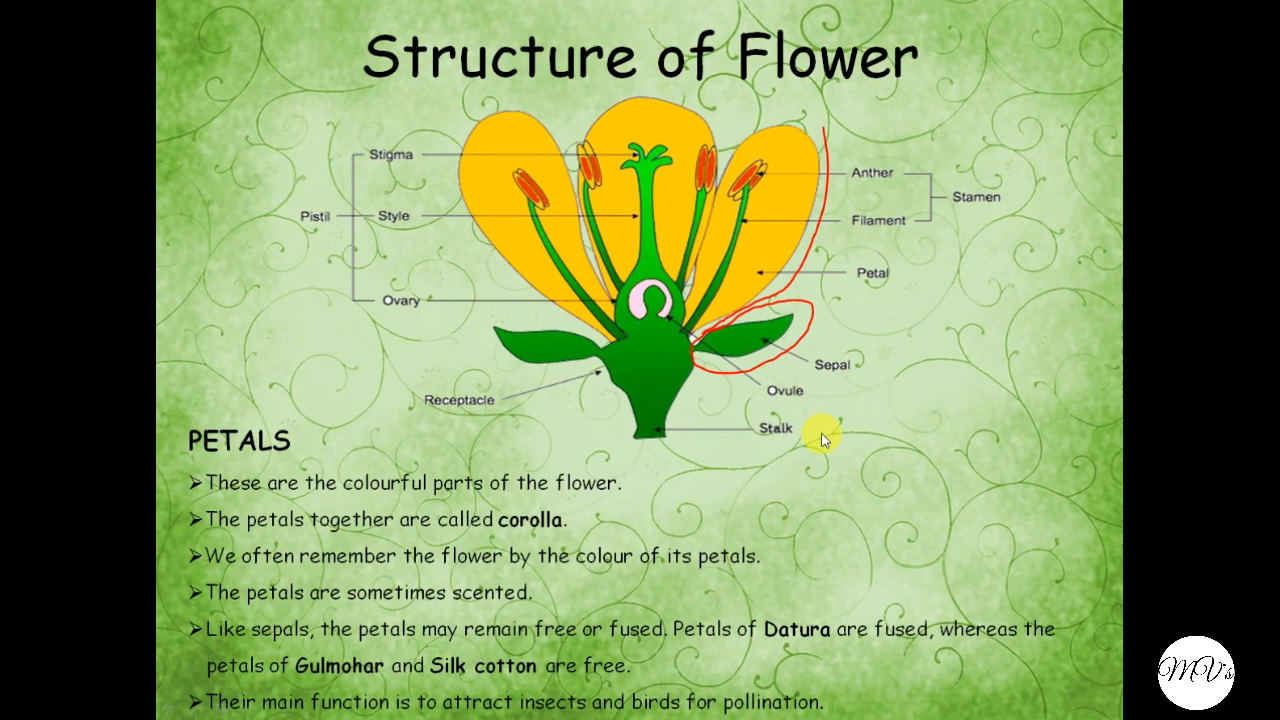 Structure of Flower
Stigma
Anther
Stamen
Pistil
Style
Filament
Petal
Ovary
Sepal
Ovule
Receptacle
Stalk
PETALS
➢These are the colourful parts of the flower.
➢The petals together are called corolla.
➢We often remember the flower by the colour of its petals.
➢The petals are sometimes scented.
➢Like sepals, the petals may remain free or fused. Petals of Datura are fused, whereas the
petals of Gulmohar and Silk cotton are free.
➢Their main function is to attract insects and birds for pollination.
MV's